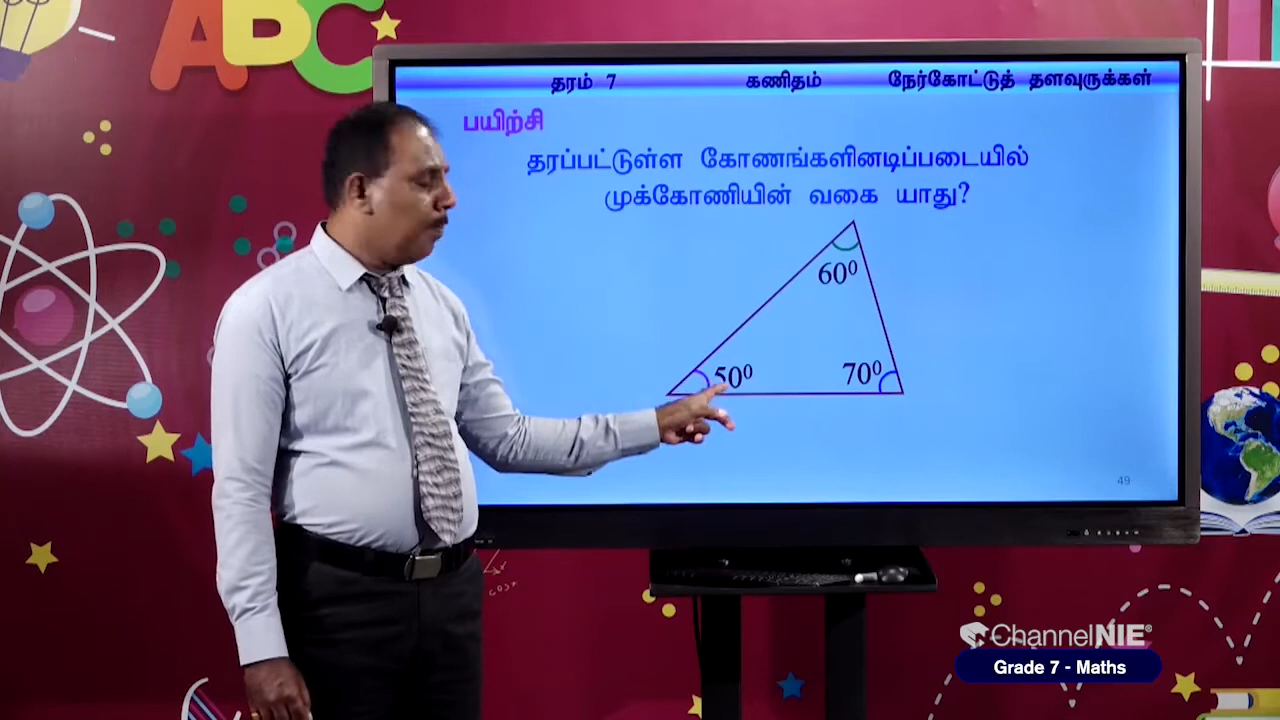 ABC
தரம் 7 கணிதம் நேர்கோட்டுத் தளவுருக்கள்
பயிற்சி
தரப்பட்டுள்ள கோணங்களினடிப்படையில்
முக்கோணியின் வகை யாது?
60⁰
50⁰ 70⁰
49
cosx
ChannelNIE®
Grade 7 - Maths